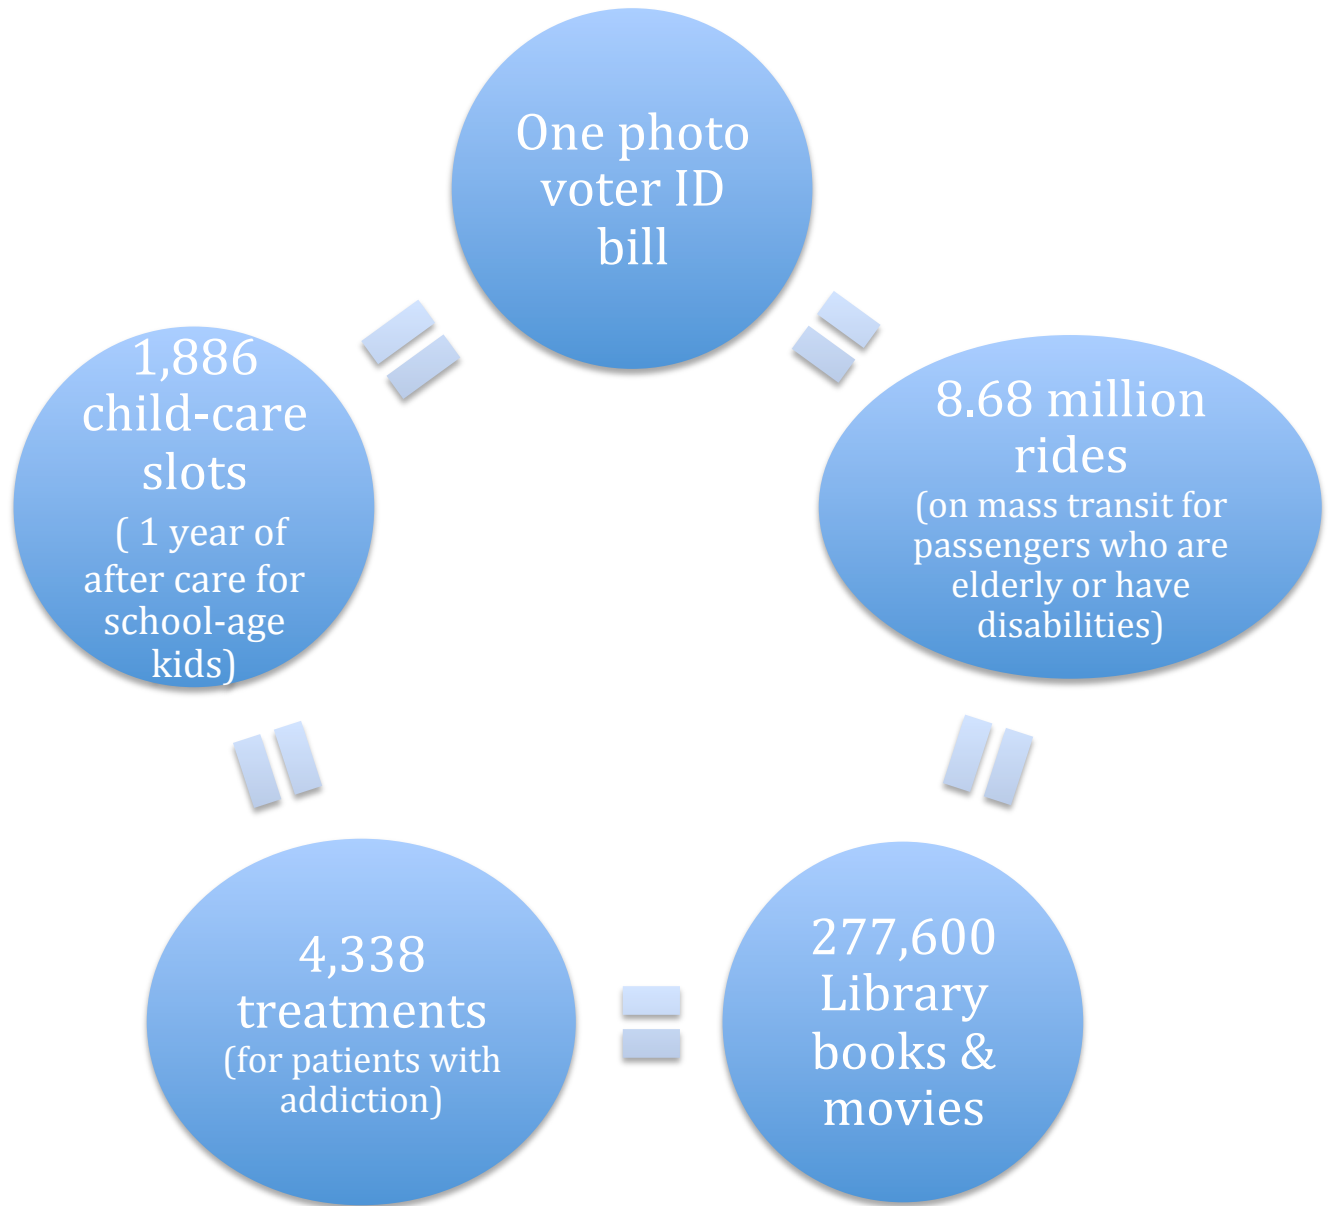 One photo
voter ID
bill
8.68 million
rides
(on mass transit for
passengers who are
elderly or have
disabilities)
277,600
Library
books &
movies
4,338
treatments
(for patients with
addiction)
1,886
child-care
slots
( 1 year of
after care for
school-age
kids)